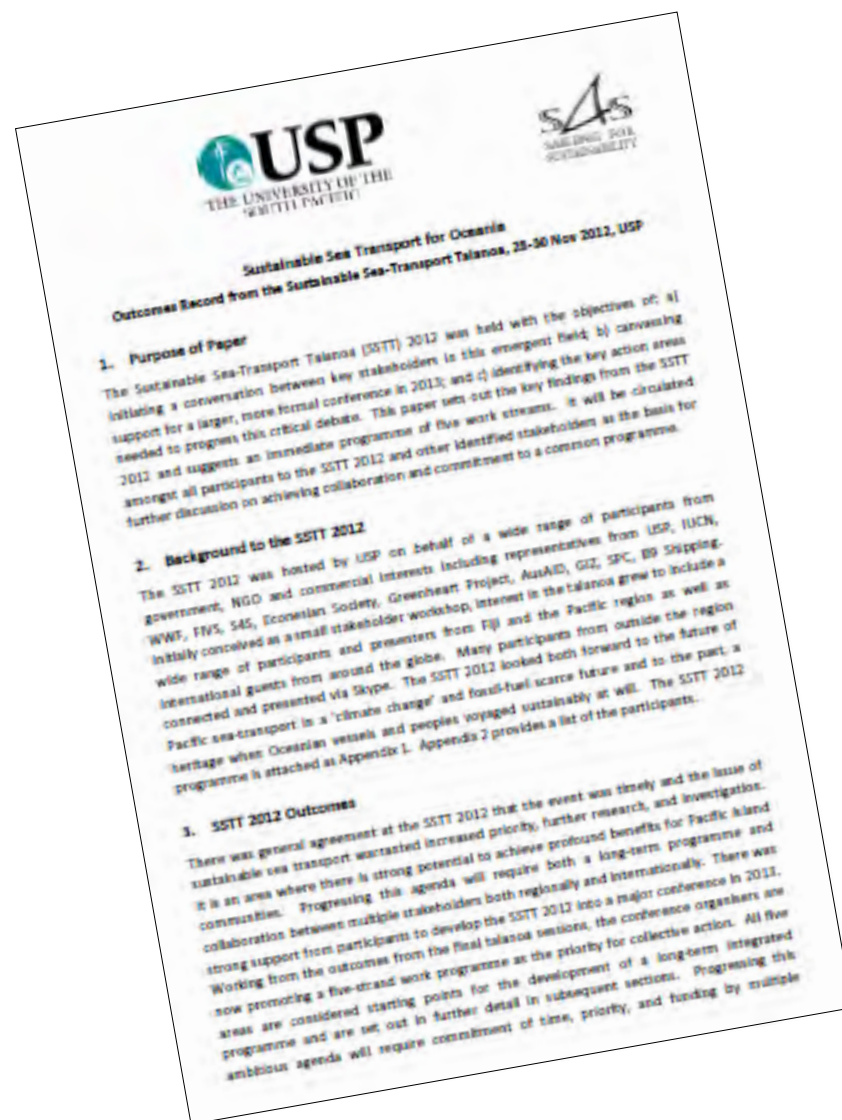 USP
THE UNIVERSITY OF THE
SOUTH PACIFIC
S4S
SAILING FOR
SUSTAINABILITY
Sustainable Sea Transport for Oceania
Outcomes Record from the Sustainable Sea-Transport Talanoa, 28-30 Nov 2012, USP
1. Purpose of Paper
The Sustainable Sea-Transport Talanoa (SSTT) 2012 was held with the objectives of: a)
initiating a conversation between key stakeholders in this emergent field; b) canvassing
support for a larger, more formal conference in 2013; and c) identifying the key action areas
needed to progress this critical debate. This paper sets out the key findings from the SSTT
2012 and suggests an immediate programme of five work streams. It will be circulated
amongst all participants to the SSTT 2012 and other identified stakeholders as the basis for
further discussion on achieving collaboration and commitment to a common programme.
2. Background to the SSTT 2012
The SSTT 2012 was hosted by USP on behalf of a wide range of participants from
government, NGO and commercial interests including representatives from USP, IUCN,
WWF, FIVS, S4S, Econesian Society, Greenheart Project, AusAID, GIZ, SPC, B9 Shipping.
Initially conceived as a small stakeholder workshop, interest in the talanoa grew to include a
wide range of participants and presenters from Fiji and the Pacific region as well as
international guests from around the globe. Many participants from outside the region
connected and presented via Skype. The SSTT 2012 looked both forward to the future of
Pacific sea-transport in a 'climate change' and fossil-fuel scarce future and to the part, a
heritage when Oceanian vessels and peoples voyaged sustainably at will. The SSTT 2012
programme is attached as Appendix 1. Appendix 2 provides a list of the participants.
3. SSTT 2012 Outcomes
There was general agreement at the SSTT 2012 that the event was timely and the issue of
sustainable sea transport warranted increased priority, further research, and investigation.
It is an area where there is strong potential to achieve profound benefits for Pacific Island
communities. Progressing this agenda will require both a long-term programme and
collaboration between multiple stakeholders both regionally and internationally. There was
strong support from participants to develop the SSTT 2012 into a major conference in 2013.
Working from the outcomes from the final talanoa sessions, the conference organisers are
now promoting a five-strand work programme as the priority for collective action. All five
areas are considered starting points for the development of a long-term integrated
programme and are set out in further detail in subsequent sections. Progressing this
ambitious agenda will require commitment of time, priority, and funding by multiple